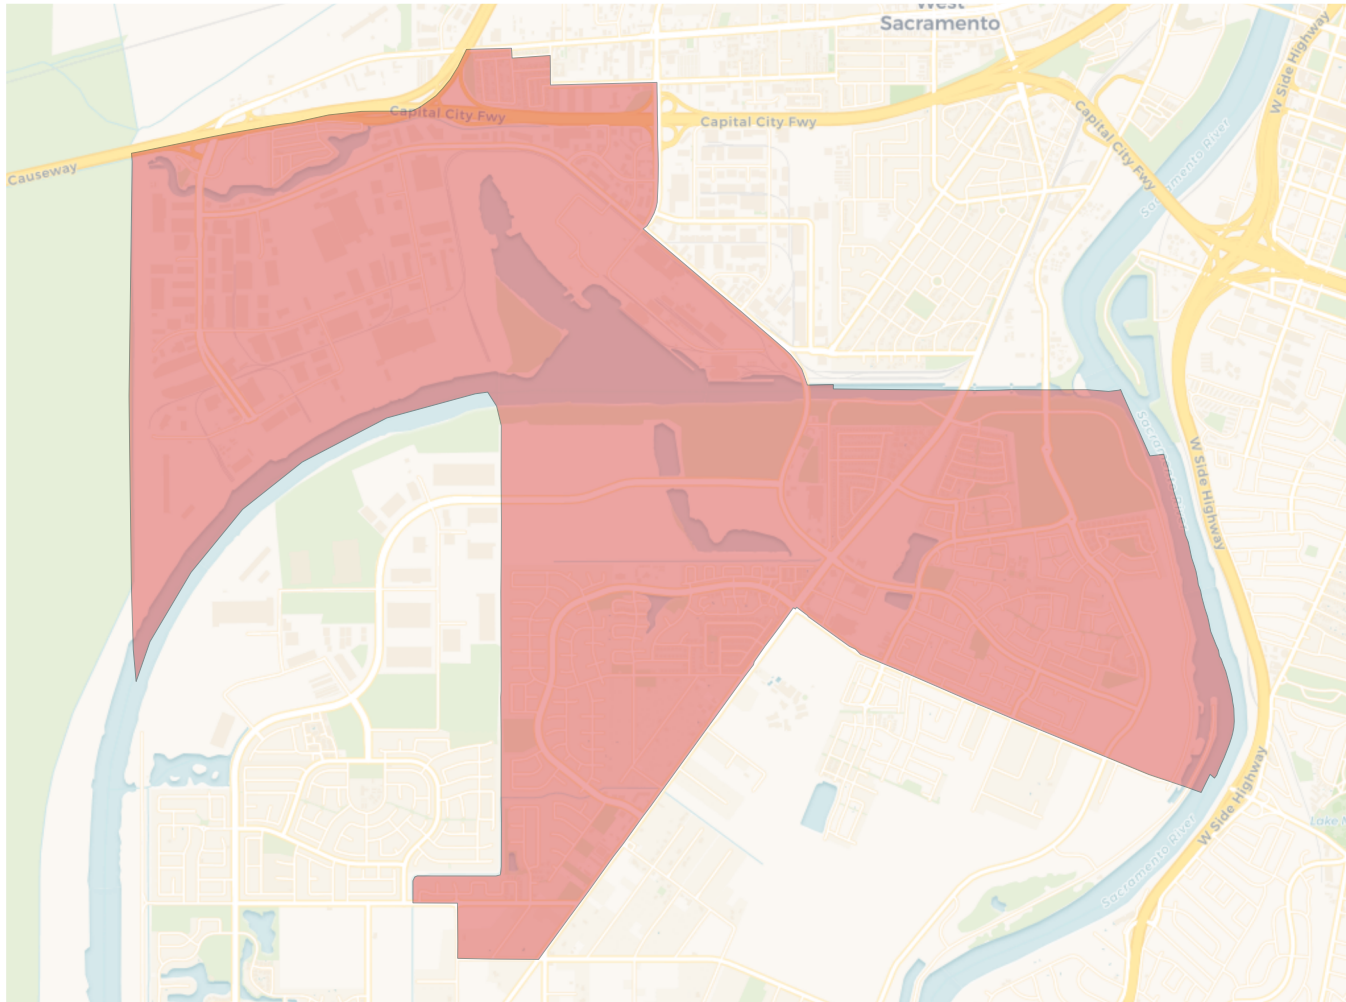 West
Sacramento
W Side Highway
Capital City Fwy
Capital City Fwy
Capital City Fwy
Causeway
Sacramento River
W Side Highway
W Side Highway
Sacramento River